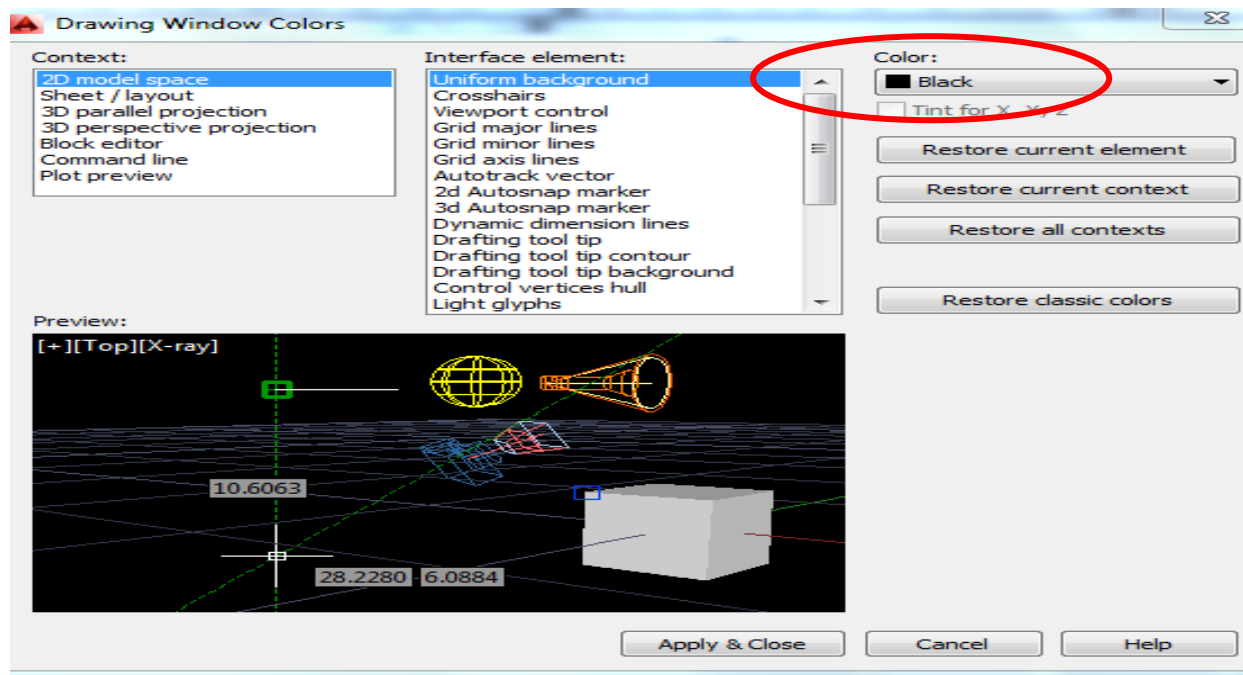 Drawing Window Colors
Context:
2D model space
Sheet / layout
3D parallel projection
3D perspective projection
Block editor
Command line
Plot preview
Interface element:
Uniform background
Crosshairs
Viewport control
Grid major lines
Grid minor lines
Grid axis lines
Autotrack vector
2d Autosnap marker
3d Autosnap marker
Dynamic dimension lines
Drafting tool tip
Drafting tool tip contour
Drafting tool tip background
Control vertices hull
Light glyphs
Color:
Black
Tint for X, Y, Z
Restore current element
Restore current context
Restore all contexts
Restore classic colors
Preview:
[+][Top][X-ray]
10.6063
28.2280 6.0884
Apply & Close
Cancel
Help